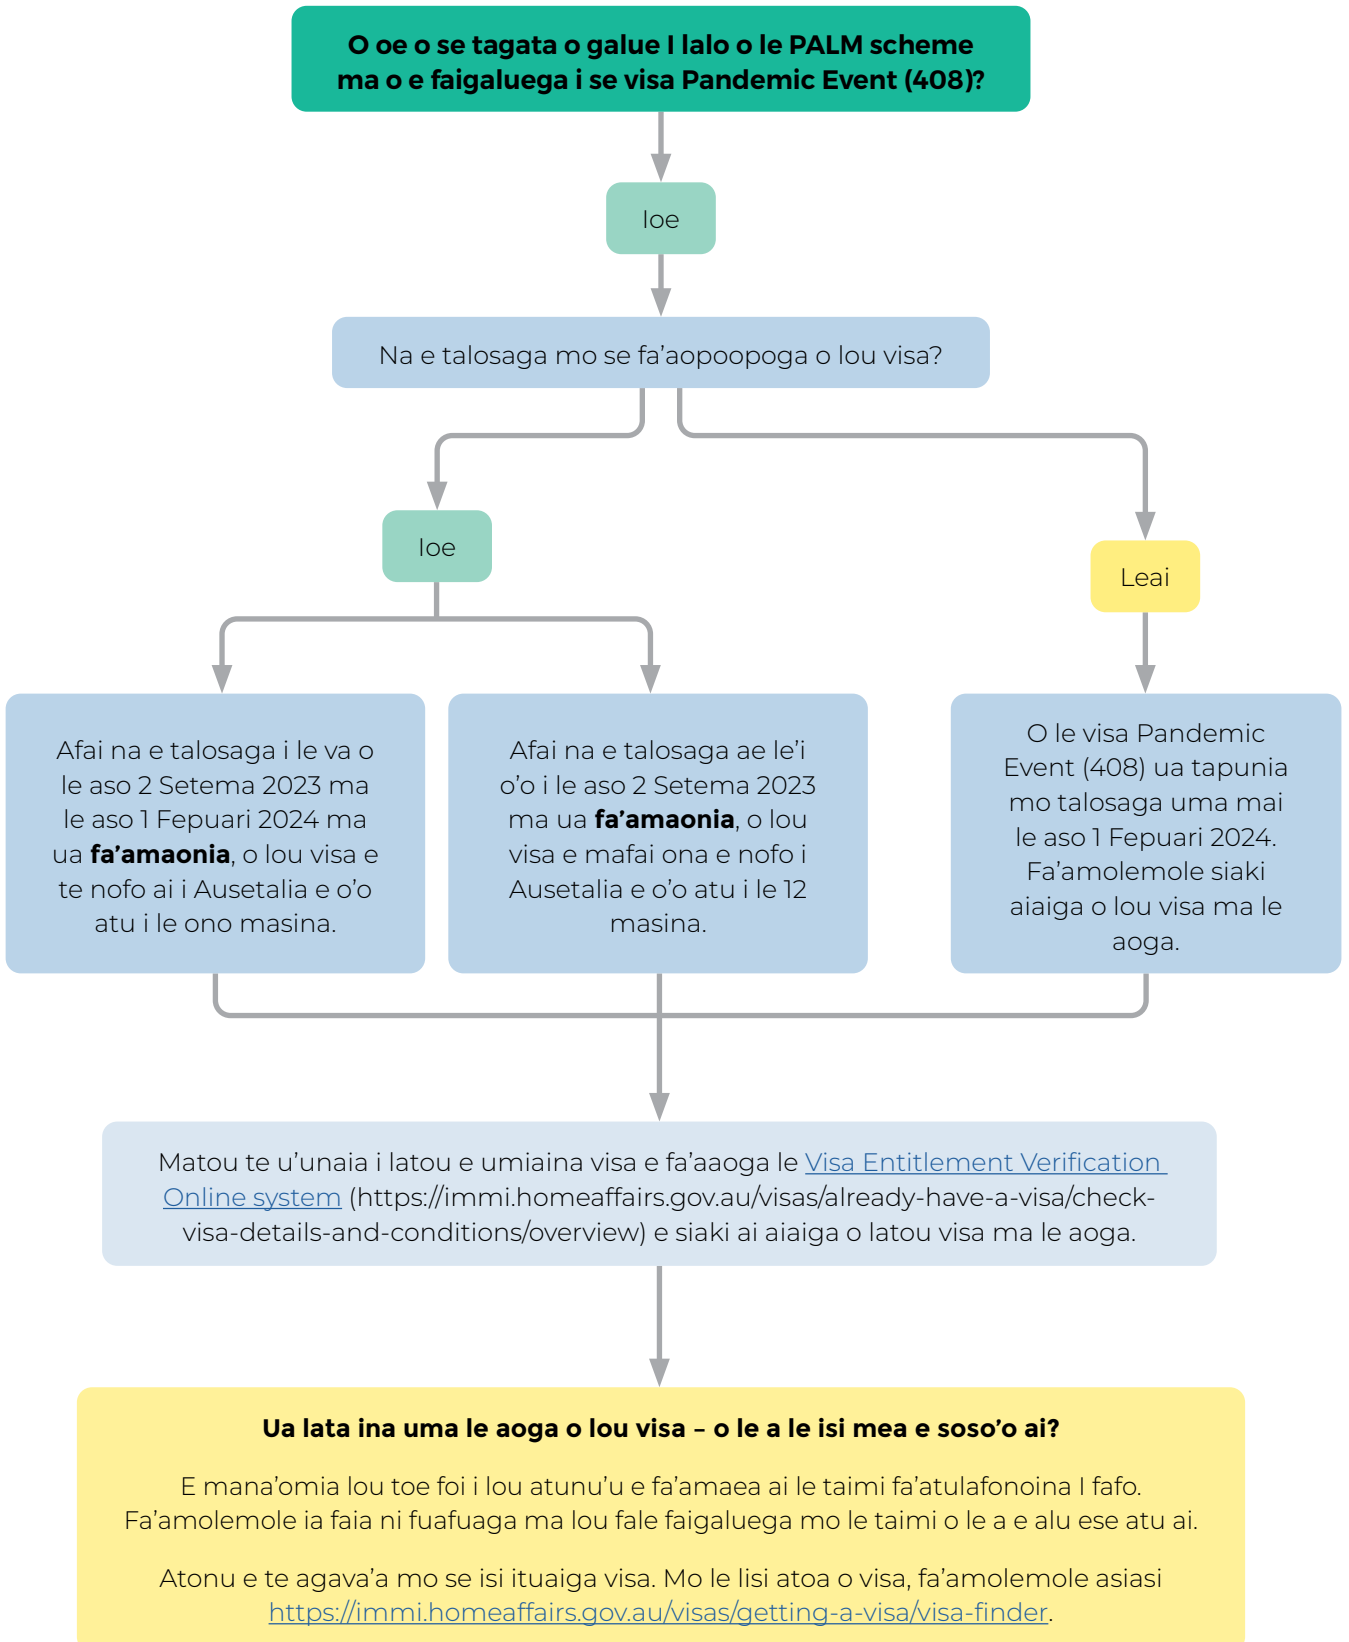 O oe o se tagata o galue I lalo o le PALM scheme
ma o e faigaluega i se visa Pandemic Event (408)?
Ioe
Na e talosaga mo se fa’aopoopoga o lou visa?
Ioe
Leai
Afai na e talosaga i le va o
le aso 2 Setema 2023 ma
le aso 1 Fepuari 2024 ma
ua fa’amaonia, o lou visa e
te nofo ai i Ausetalia e o’o
atu i le ono masina.
Afai na e talosaga ae le’i
o’o i le aso 2 Setema 2023
ma ua fa’amaonia, o lou
visa e mafai ona e nofo i
Ausetalia e o’o atu i le 12
masina.
O le visa Pandemic
Event (408) ua tapunia
mo talosaga uma mai
le aso 1 Fepuari 2024.
Fa’amolemole siaki
aiaiga o lou visa ma le
aoga.
Matou te u’unaia i latou e umiaina visa e fa’aaoga le Visa Entitlement Verification
Online system (https://immi.homeaffairs.gov.au/visas/already-have-a-visa/check-
visa-details-and-conditions/overview) e siaki ai aiaiga o latou visa ma le aoga.
Ua lata ina uma le aoga o lou visa – o le a le isi mea e soso’o ai?
E mana’omia lou toe foi i lou atunu’u e fa’amaea ai le taimi fa’atulafonoina I fafo.
Fa’amolemole ia faia ni fuafuaga ma lou fale faigaluega mo le taimi o le a e alu ese atu ai.
Atonu e te agava’a mo se isi ituaiga visa. Mo le lisi atoa o visa, fa’amolemole asiasi
https://immi.homeaffairs.gov.au/visas/getting-a-visa/visa-finder.